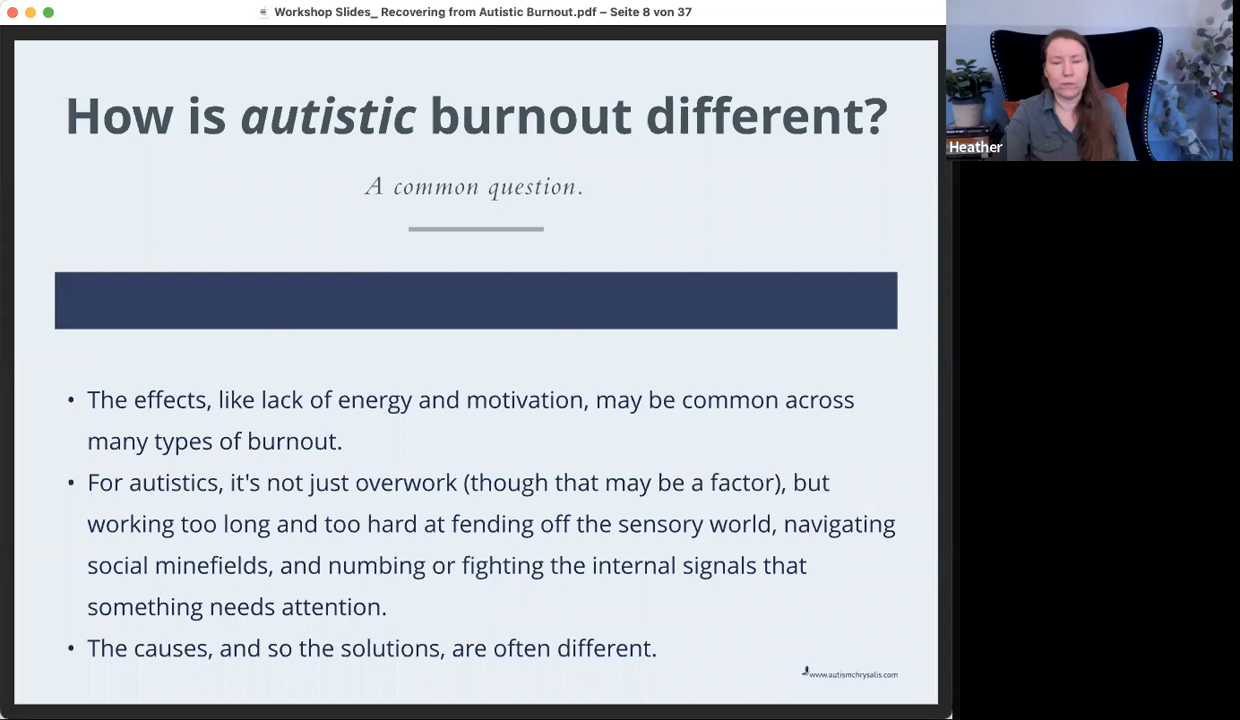 Workshop Slides_ Recovering from Autistic Burnout.pdf – Seite 8 von 37
How is autistic burnout different?
A common question.
• The effects, like lack of energy and motivation, may be common across
many types of burnout.
• For autistics, it's not just overwork (though that may be a factor), but
working too long and too hard at fending off the sensory world, navigating
social minefields, and numbing or fighting the internal signals that
something needs attention.
• The causes, and so the solutions, are often different.
www.autismchrysalis.com
Heather